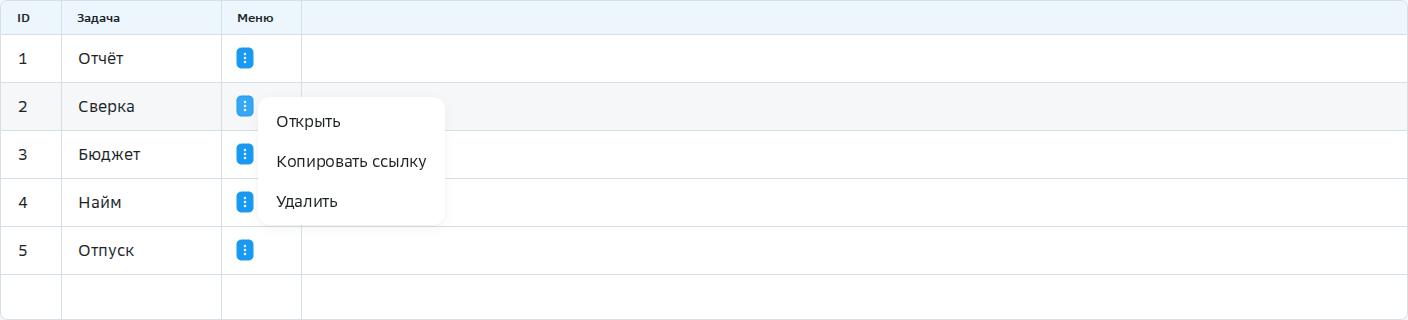 ID Задача Меню
1 Отчёт
2 Сверка
Открыть
3 Бюджет
Копировать ссылку
4 Найм
Удалить
5 Отпуск